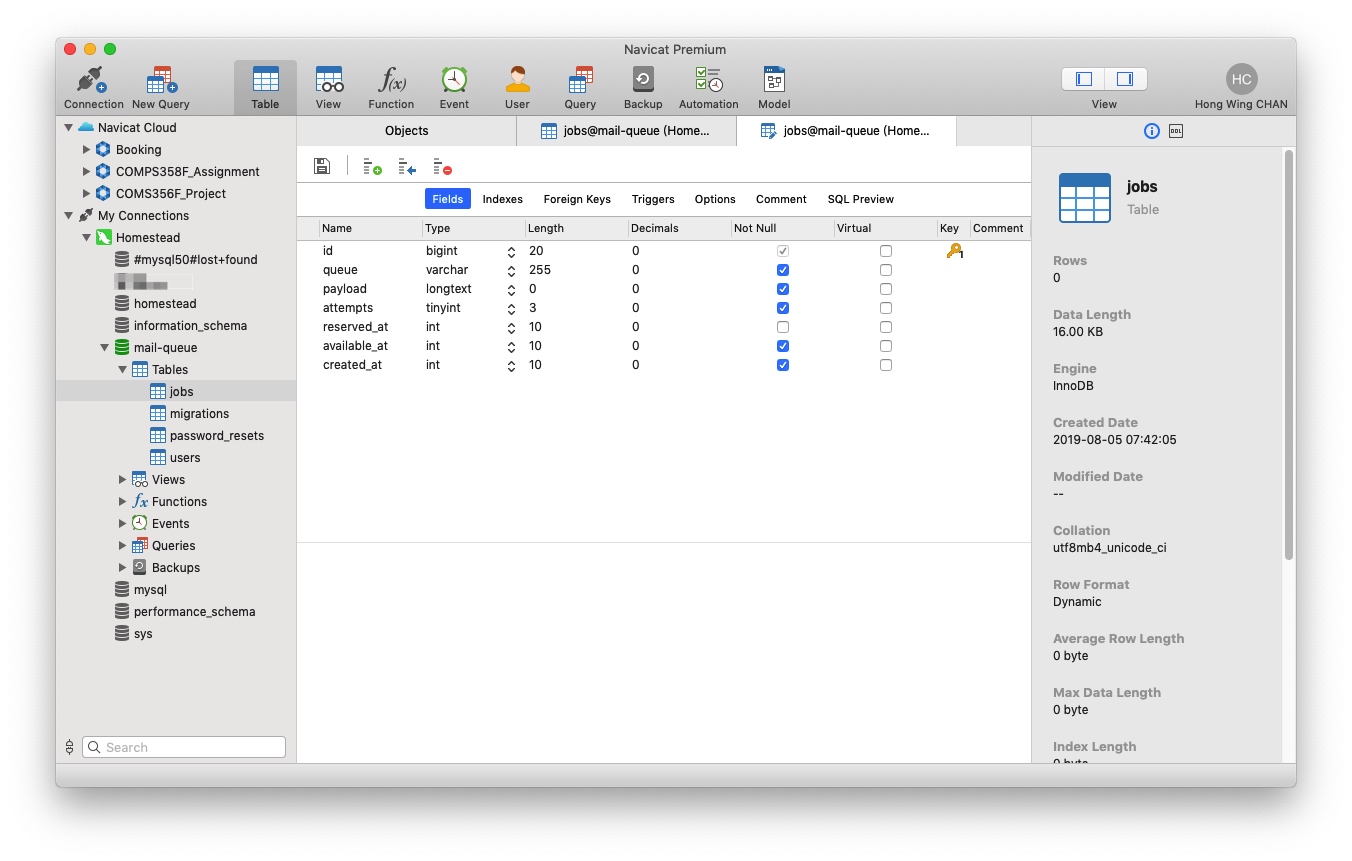 Navicat Premium
Connection New Query Table View Function Event User Query Backup Automation Model View Hong Wing CHAN
f(x)
HC
Navicat Cloud
Booking
COMPS358F_Assignment
COMS356F_Project
My Connections
Homestead
#mysql50#lost+found
homestead
information_schema
mail-queue
Tables
jobs
migrations
password_resets
users
Views
fx Functions
Events
Queries
Backups
mysql
performance_schema
sys
Search
Objects jobs@mail-queue (Home... jobs@mail-queue (Home...
Fields Indexes Foreign Keys Triggers Options Comment SQL Preview
Name Type Length Decimals Not Null Virtual Key Comment
id bigint 20 0 1
queue varchar 255 0
payload longtext 0 0
attempts tinyint 3 0
reserved_at int 10 0
available_at int 10 0
created_at int 10 0
DDL
jobs
Table
Rows
0
Data Length
16.00 KB
Engine
InnoDB
Created Date
2019-08-05 07:42:05
Modified Date
--
Collation
utf8mb4_unicode_ci
Row Format
Dynamic
Average Row Length
0 byte
Max Data Length
0 byte
Index Length
0 byte